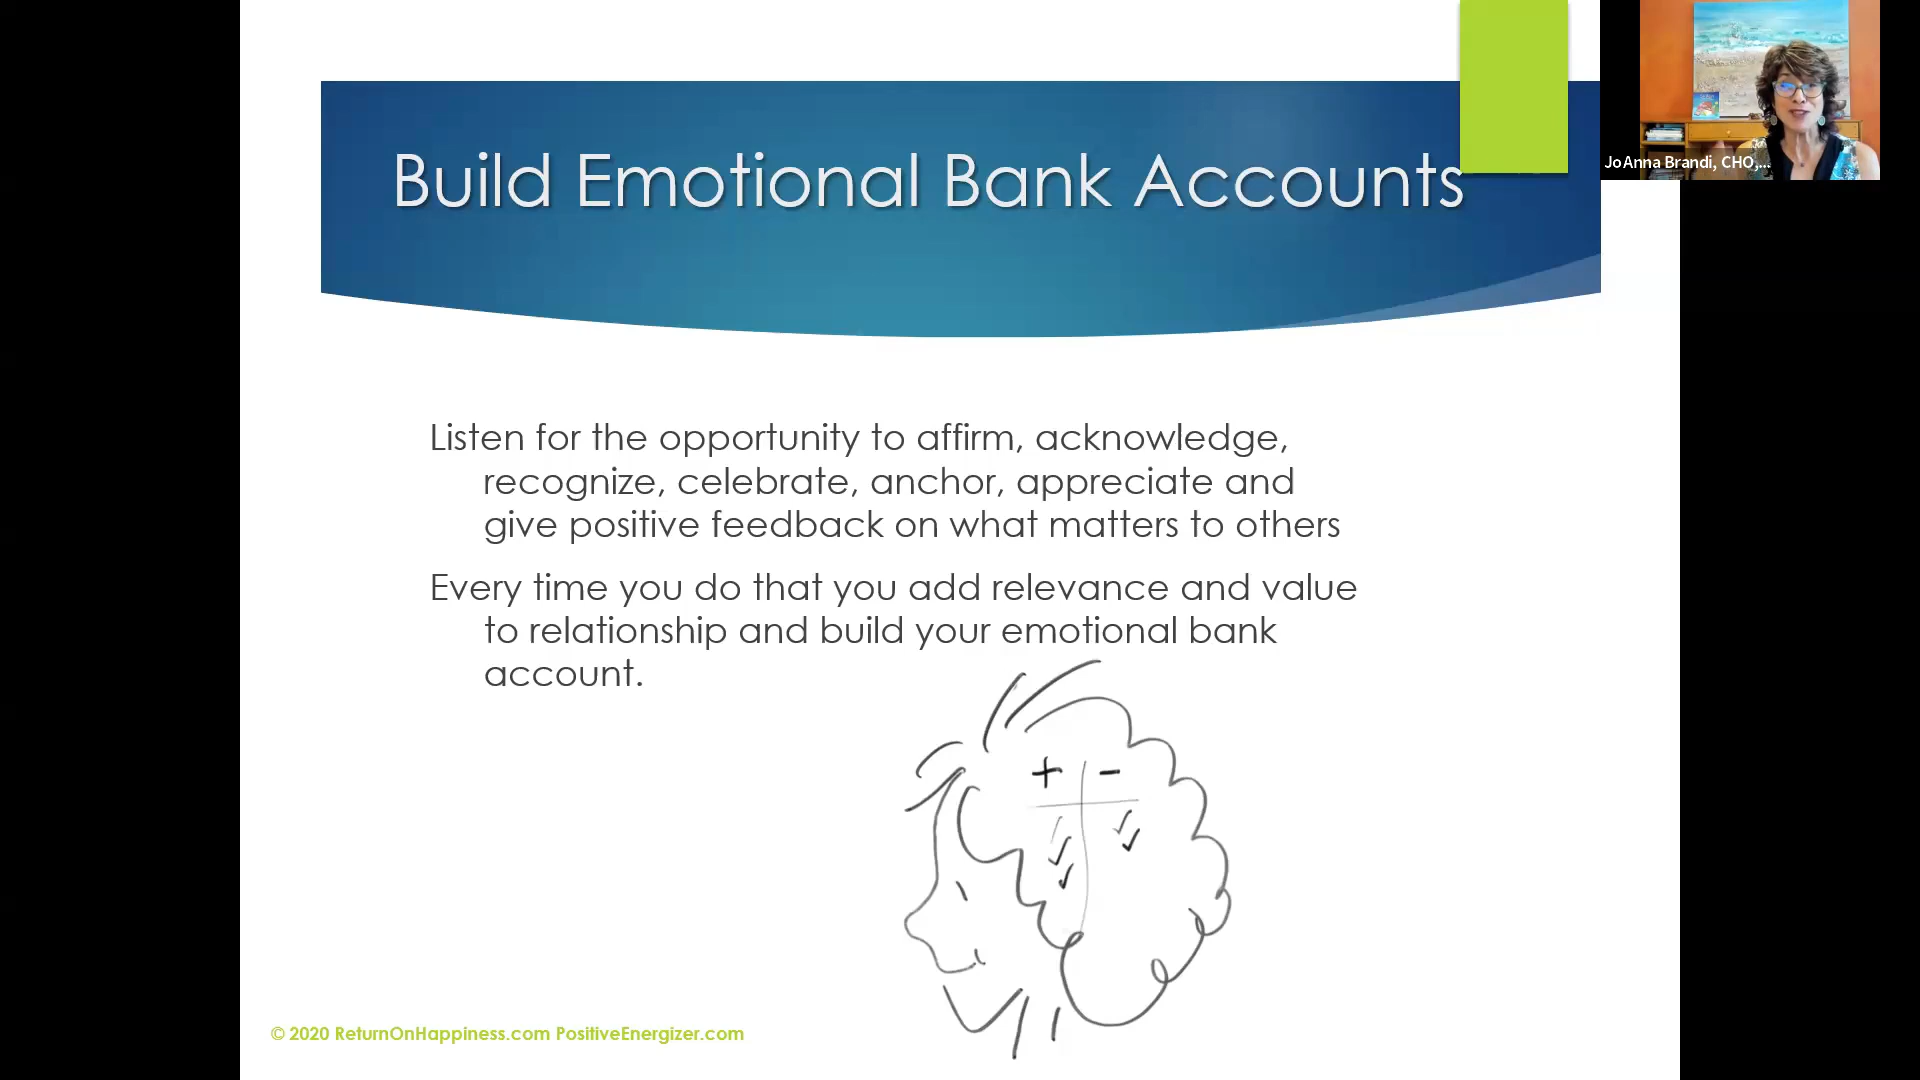 Build Emotional Bank Accounts
JoAnna Brandi, CHO,...
Listen for the opportunity to affirm, acknowledge,
recognize, celebrate, anchor, appreciate and
give positive feedback on what matters to others
Every time you do that you add relevance and value
to relationship and build your emotional bank
account.
+ -
© 2020 ReturnOnHappiness.com PositiveEnergizer.com